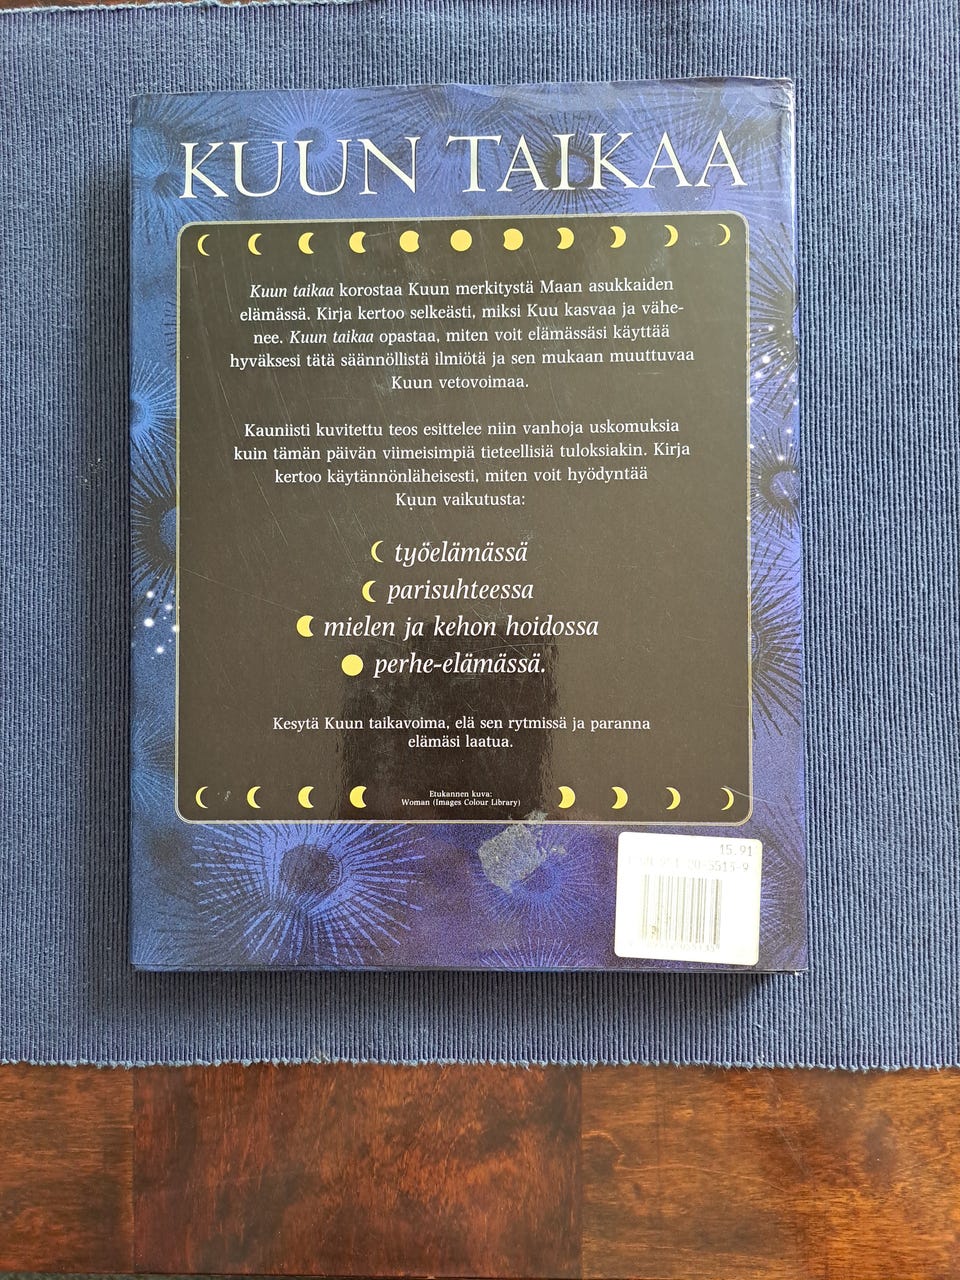 KUUN TAIKAA
Kuun taikaa korostaa Kuun merkitystä Maan asukkaiden
elämässä. Kirja kertoo selkeästi, miksi Kuu kasvaa ja vähe-
nee. Kuun taikaa opastaa, miten voit elämässäsi käyttää
hyväksesi tätä säännöllistä ilmiötä ja sen mukaan muuttuvaa
Kuun vetovoimaa.
Kauniisti kuvitettu teos esittelee niin vanhoja uskomuksia
kuin tämän päivän viimeisimpiä tieteellisiä tuloksiakin. Kirja
kertoo käytännönläheisesti, miten voit hyödyntää
Kuun vaikutusta:
työelämässä
parisuhteessa
mielen ja kehon hoidossa
perhe-elämässä.
Kesytä Kuun taikavoima, elä sen rytmissä ja paranna
elämäsi laatua.
Etukannen kuva:
Woman (Images Colour Library)
15.91